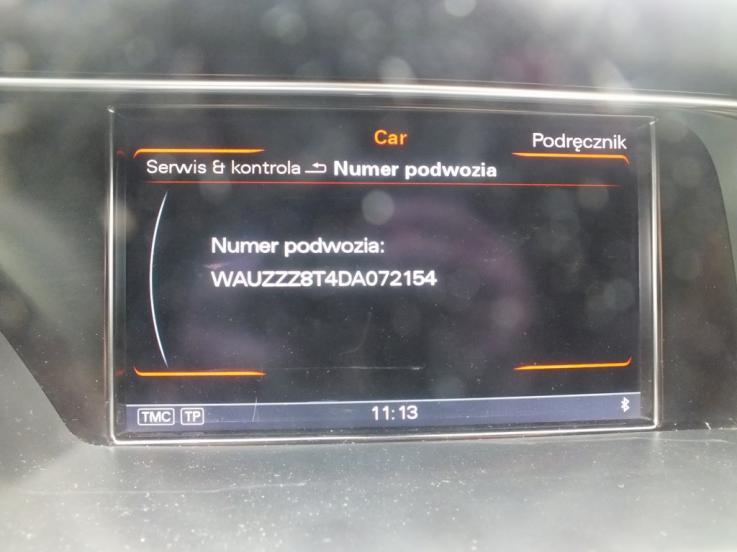 Car
Podręcznik
Serwis & kontrola Numer podwozia
Numer podwozia:
WAUZZZ8T4DA072154
TMC TP 11:13